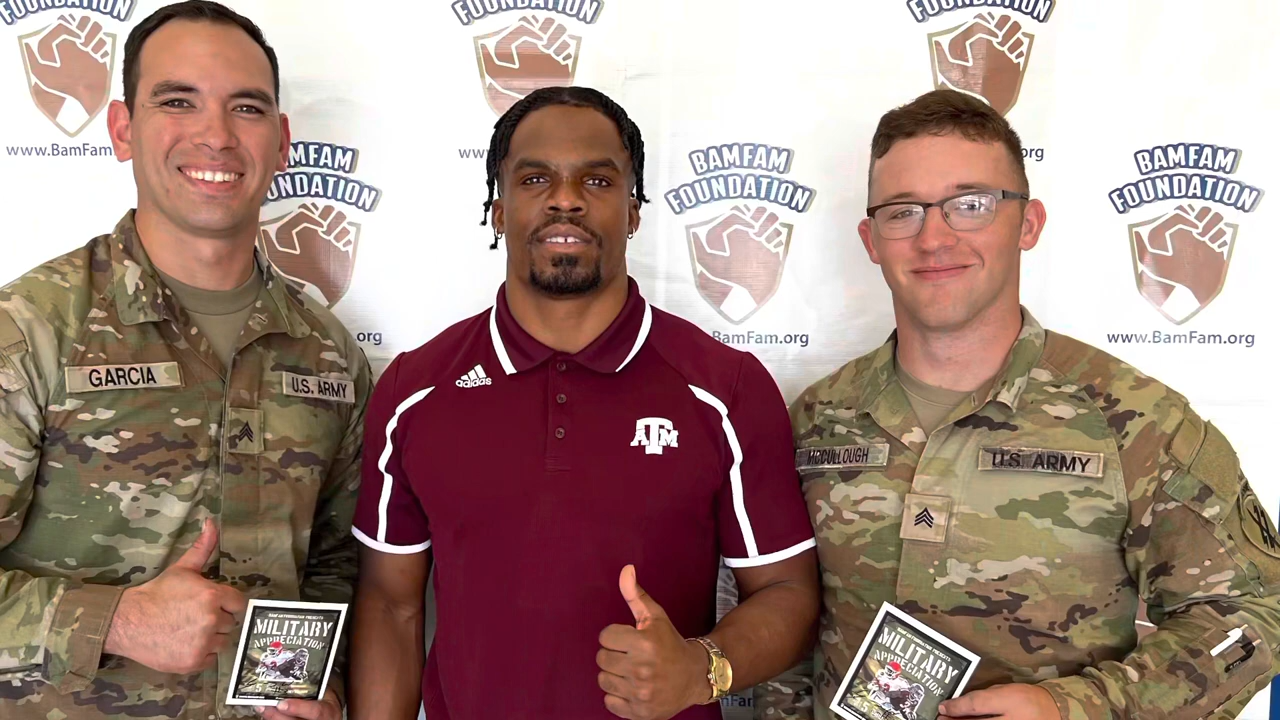 FOUNDATION
www.BamFam
FOUNDATION
www.
FOUNDATION
BAMFAM
FOUNDATION
.org
BAMFAM
FOUNDATION
BamFam.org
BAMFAM
FOUNDATION
www.BamFam.org
GARCIA
U.S. ARMY
adidas
ATM
MCCULLOUGH
U.S. ARMY
MILITARY
APPRECIATION
MILITARY
APPRECIATION
BamFam.